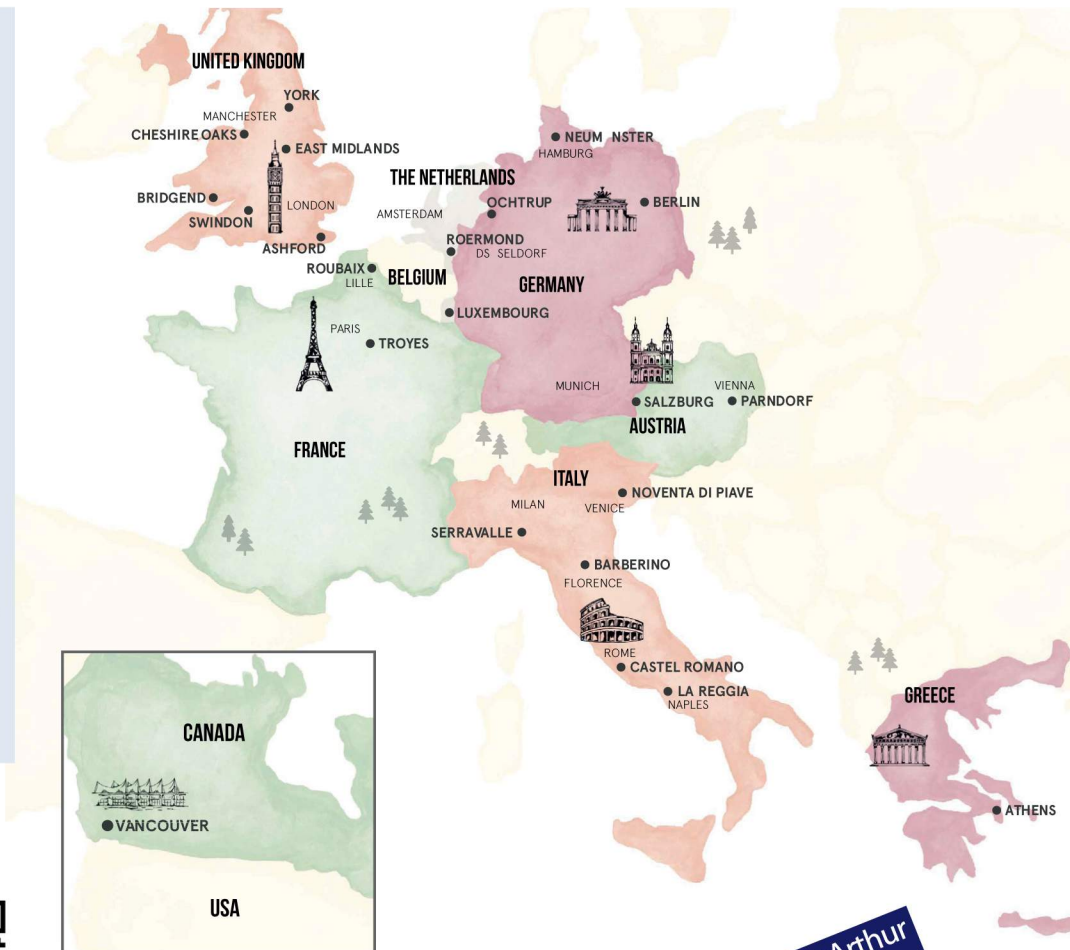 UNITED KINGDOM
YORK
MANCHESTER
CHESHIRE OAKS
EAST MIDLANDS
BRIDGEND
LONDON
SWINDON
ASHFORD
THE NETHERLANDS
AMSTERDAM
OCHTRUP
ROERMOND
DS SELDORF
NEUM NSTER
HAMBURG
BERLIN
ROUBAIX
LILLE
BELGIUM
GERMANY
LUXEMBOURG
PARIS
TROYES
MUNICH
VIENNA
SALZBURG
PARNDORF
AUSTRIA
FRANCE
ITALY
MILAN
NOVENTA DI PIAVE
VENICE
SERRAVALLE
BARBERINO
FLORENCE
ROME
CASTEL ROMANO
LA REGGIA
NAPLES
GREECE
ATHENS
CANADA
VANCOUVER
USA
Arthur